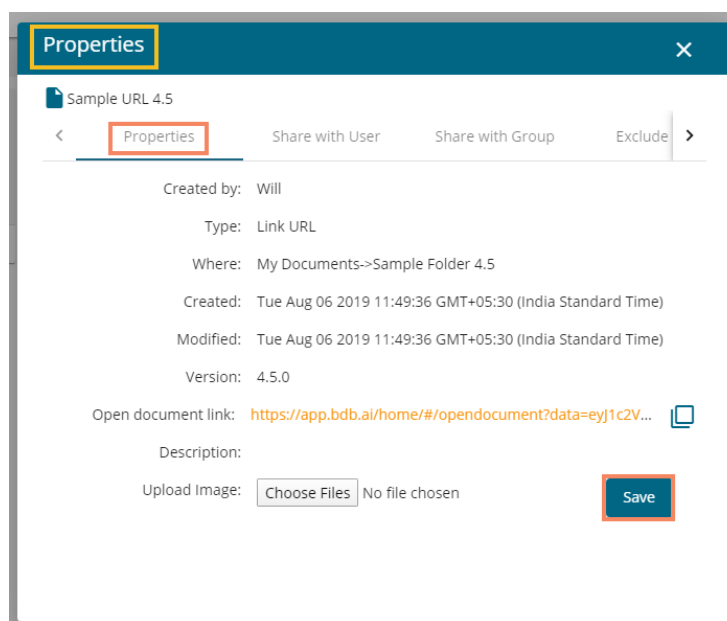 Properties
Sample URL 4.5
Properties Share with User Share with Group Exclude
Created by: Will
Type: Link URL
Where: My Documents->Sample Folder 4.5
Created: Tue Aug 06 2019 11:49:36 GMT+05:30 (India Standard Time)
Modified: Tue Aug 06 2019 11:49:36 GMT+05:30 (India Standard Time)
Version: 4.5.0
Open document link: https://app.bdb.ai/home/#/opendocument?data=eyJ1c2V...
Description:
Upload Image: Choose Files No file chosen
Save